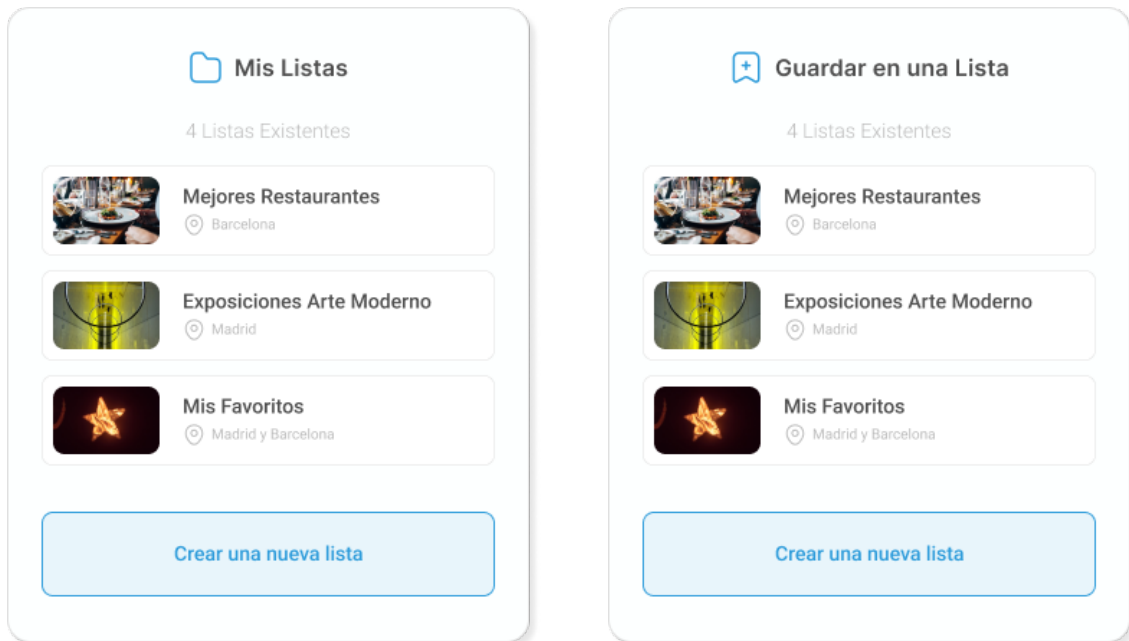 Mis Listas
4 Listas Existentes
Mejores Restaurantes
Barcelona
Exposiciones Arte Moderno
Madrid
Mis Favoritos
Madrid y Barcelona
Crear una nueva lista
Guardar en una Lista
4 Listas Existentes
Mejores Restaurantes
Barcelona
Exposiciones Arte Moderno
Madrid
Mis Favoritos
Madrid y Barcelona
Crear una nueva lista